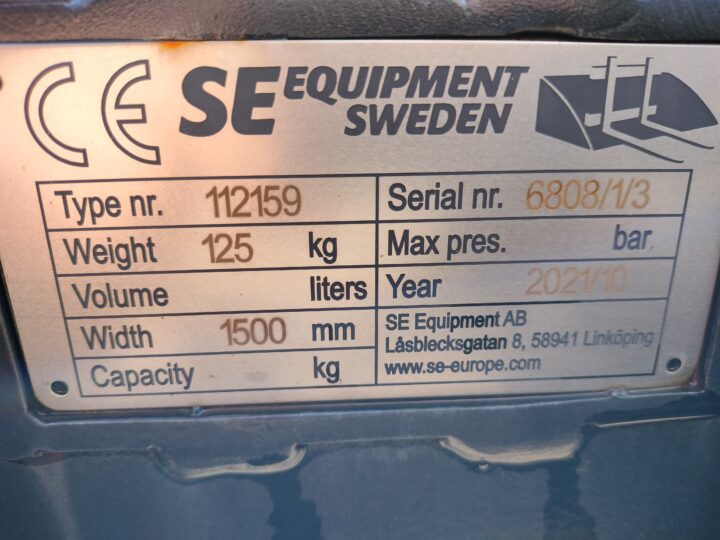 CE SE EQUIPMENT
SWEDEN
Type nr. 112159 Serial nr. 6808/1/3
Weight 125 kg Max pres. bar
Volume liters Year 2021/10
Width 1500 mm SE Equipment AB
Låsblecksgatan 8, 58941 Linköping
Capacity kg www.se-europe.com